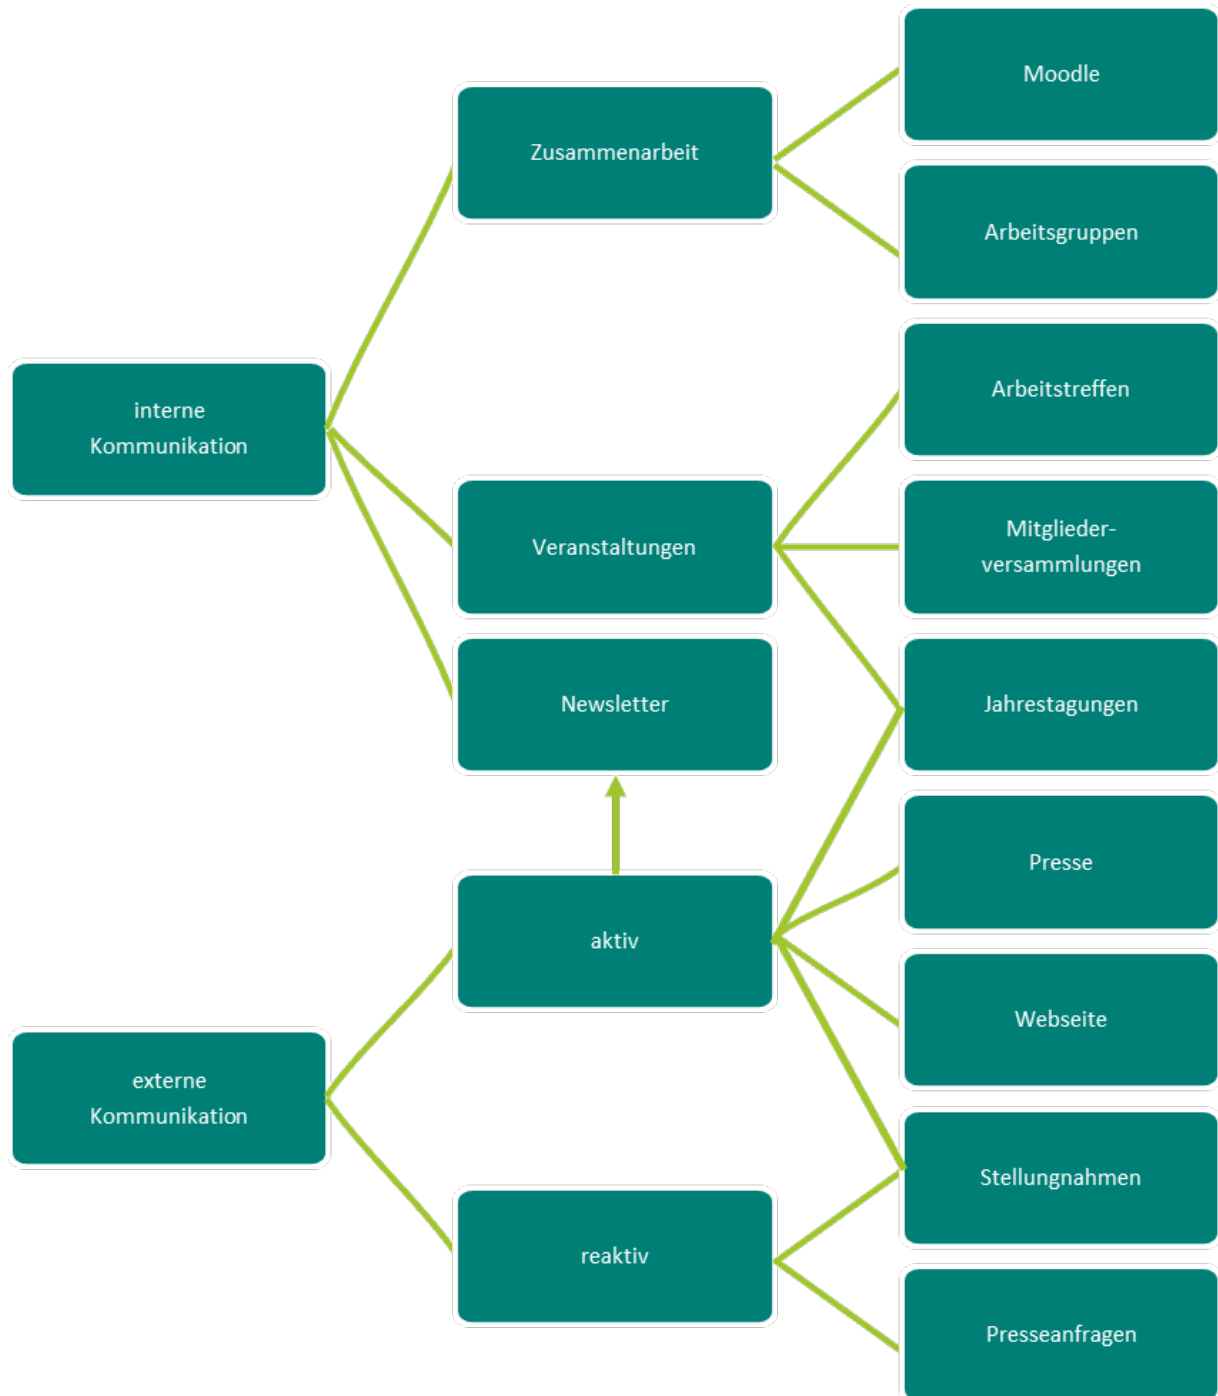 Moodle
Zusammenarbeit
Arbeitsgruppen
Arbeitstreffen
interne
Kommunikation
Veranstaltungen
Mitglieder-
versammlungen
Newsletter
Jahrestagungen
Presse
aktiv
Webseite
externe
Kommunikation
Stellungnahmen
reaktiv
Presseanfragen